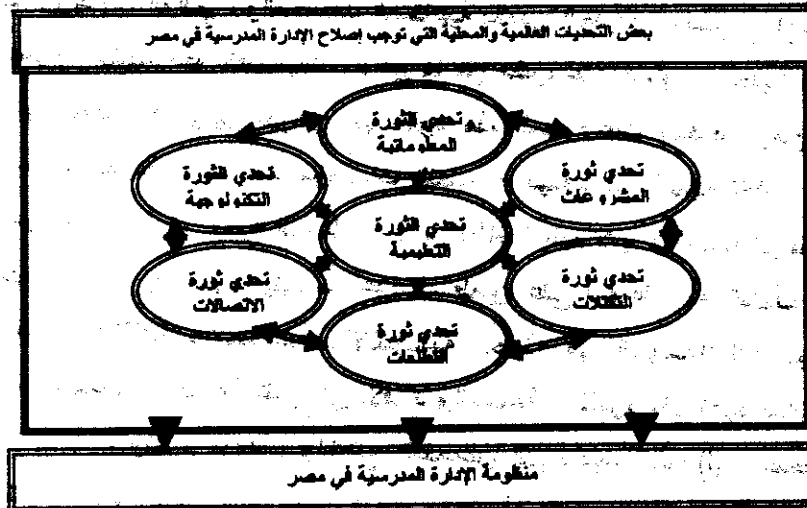 بعض التحديات العالمية والمحلية التي توجب إصلاح الإدارة المدرسية في مصر
تحدي الثورة
المعلوماتية
تحدي ثورة
المشروعات
تحدي الثورة
التكنولوجية
تحدي الثورة
التعليمية
تحدي ثورة
التكتلات
تحدي ثورة
الاتصالات
تحدي ثورة
التطلعات
منظومة الإدارة المدرسية في مصر